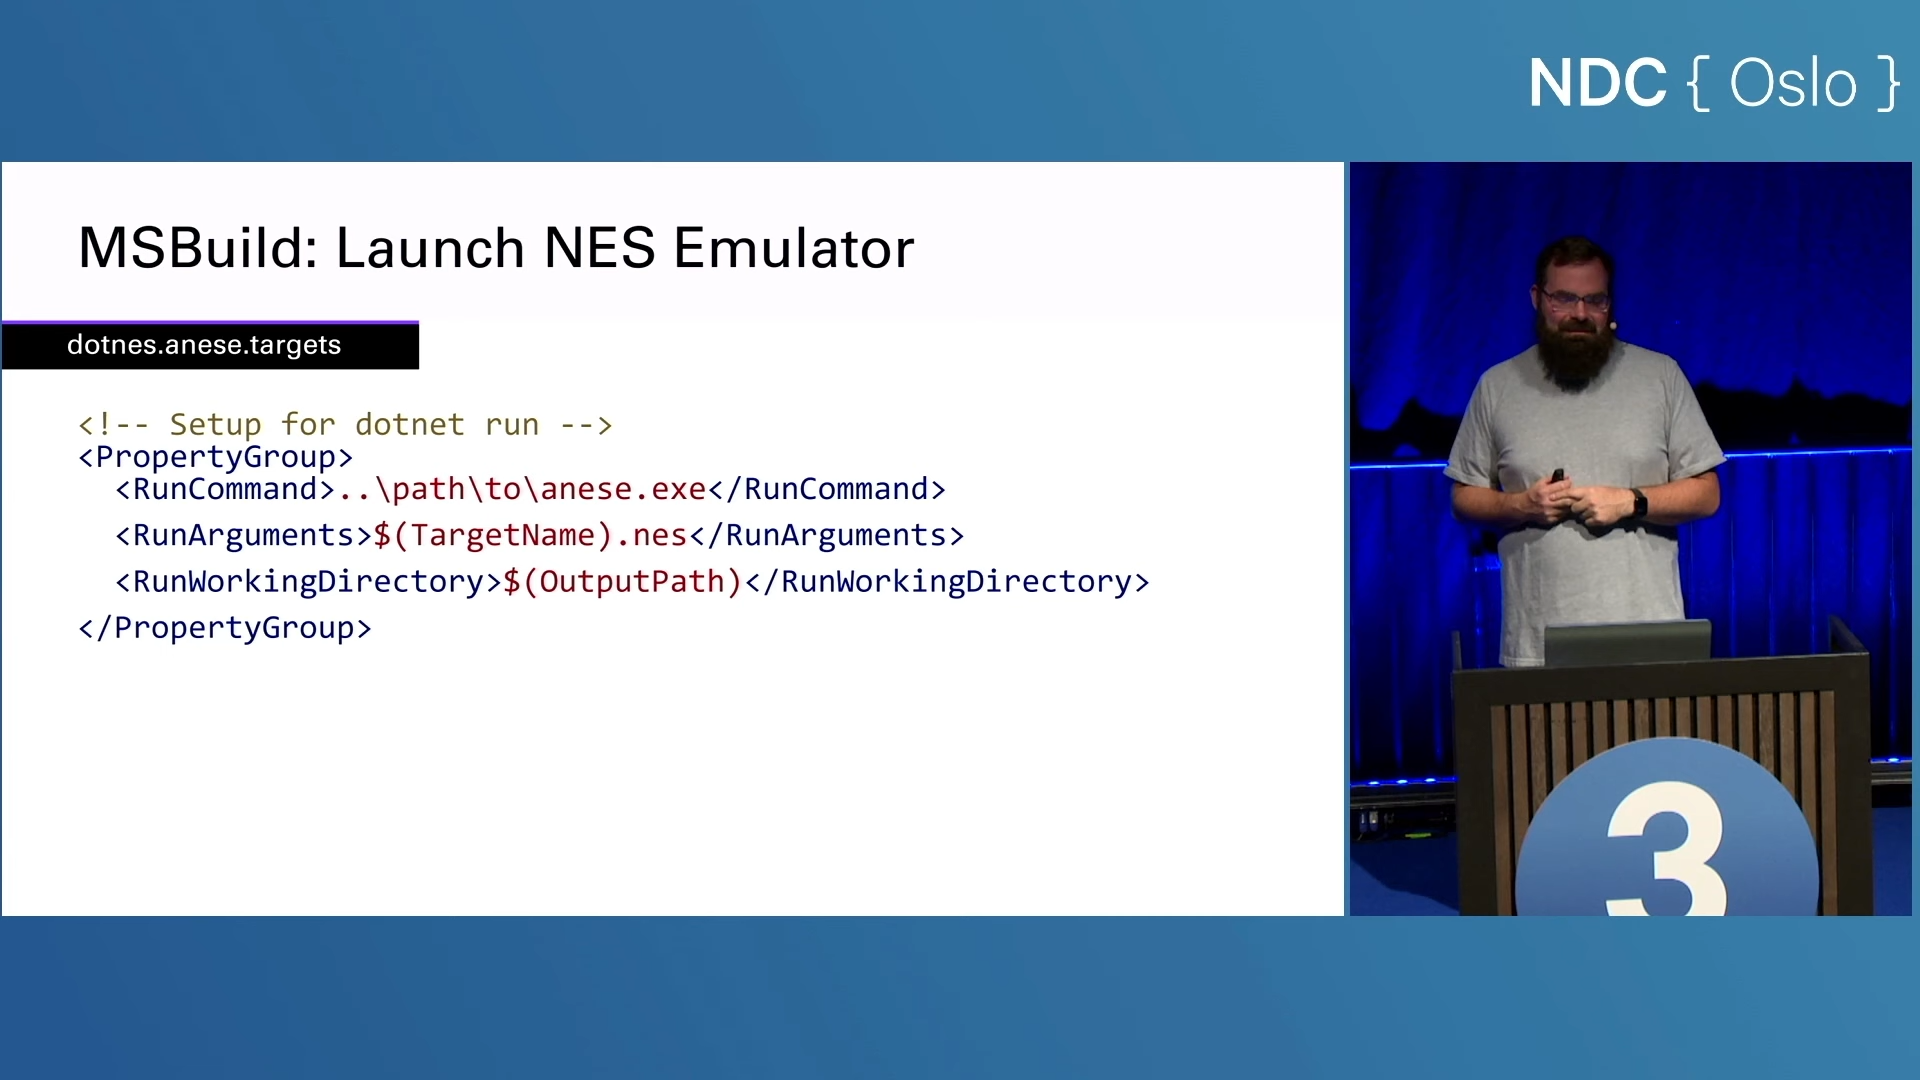 NDC { Oslo }
MSBuild: Launch NES Emulator
dotnes.anese.targets
<!-- Setup for dotnet run -->
<PropertyGroup>
<RunCommand>..\path\to\anese.exe</RunCommand>
<RunArguments>$(TargetName).nes</RunArguments>
<RunWorkingDirectory>$(OutputPath)</RunWorkingDirectory>
</PropertyGroup>
3